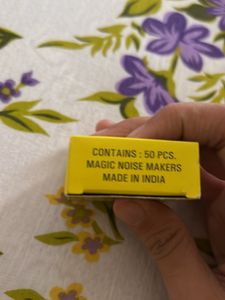 CONTAINS : 50 PCS.
MAGIC NOISE MAKERS
MADE IN INDIA